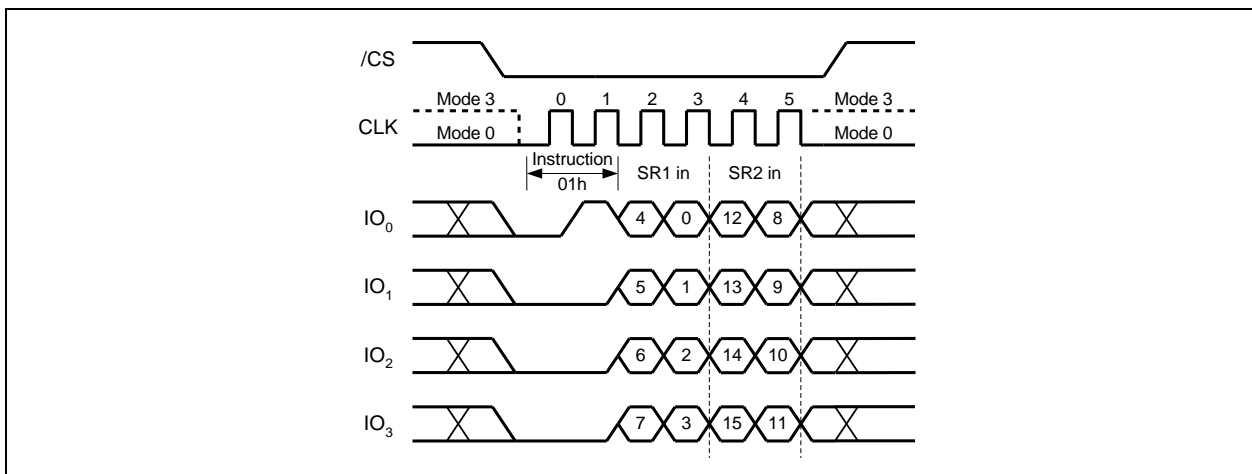 /CS
Mode 3 0 1 2 3 4 5 Mode 3
CLK Mode 0 Mode 0
Instruction
01h SR1 in SR2 in
IO0 4 0 12 8
IO1 5 1 13 9
IO2 6 2 14 10
IO3 7 3 15 11